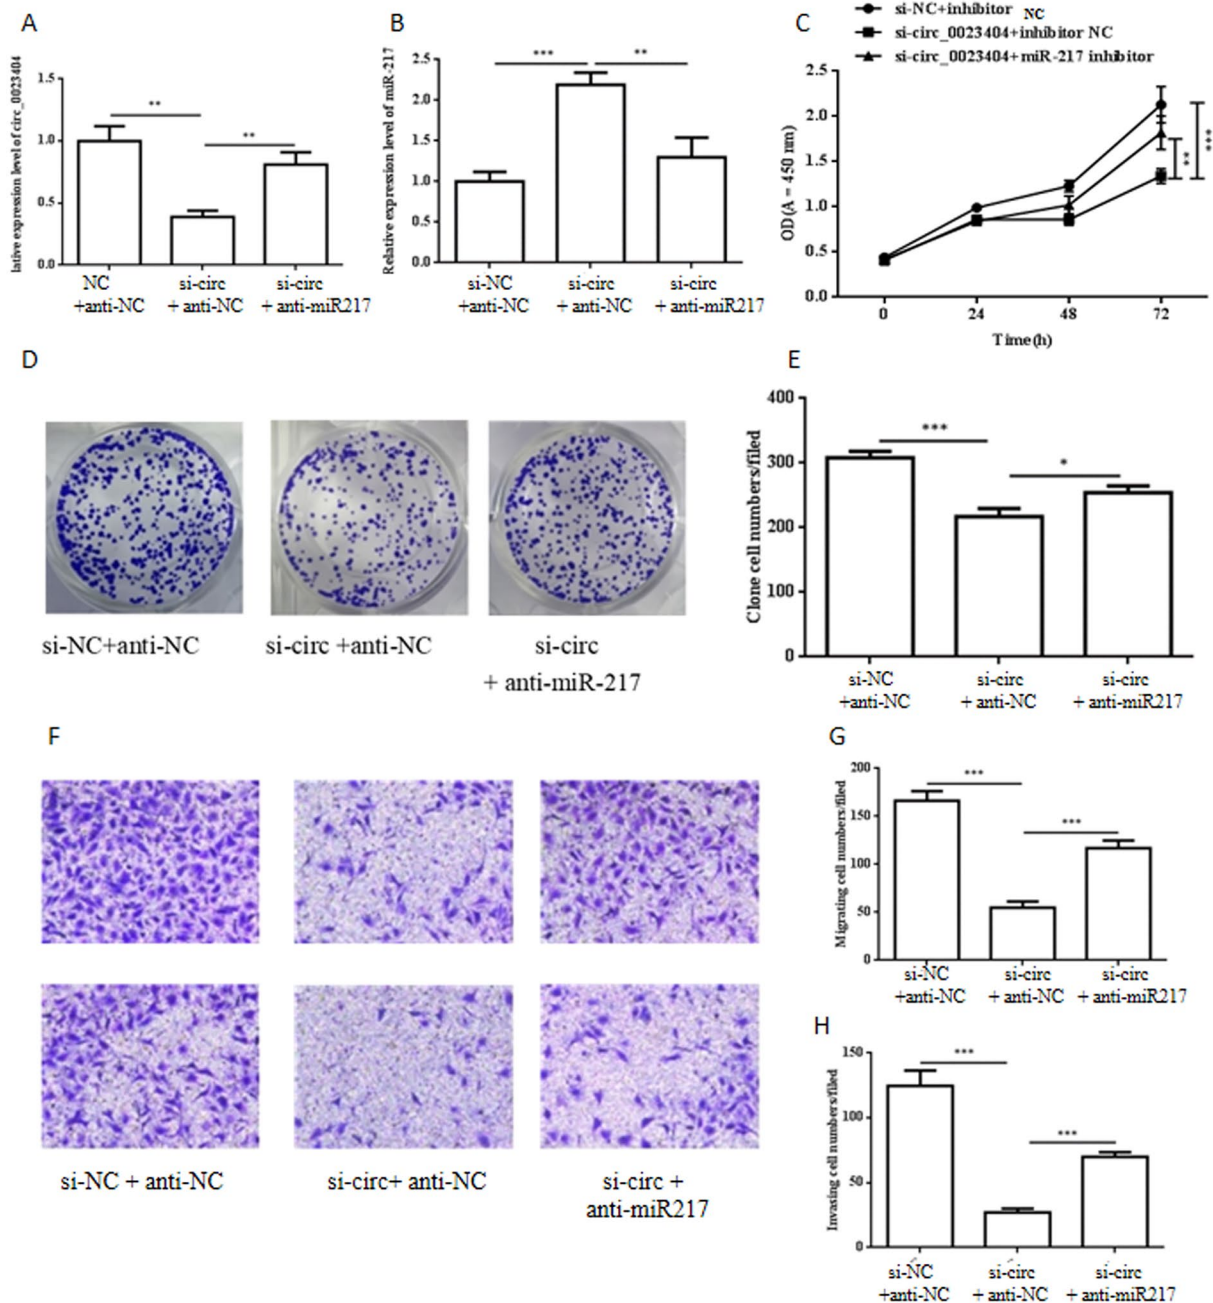 A
lative expression level of circ_0023404
1.5
1.0
0.5
0.0
**
**
NC
+anti-NC
si-circ
+ anti-NC
si-circ
+ anti-miR217
B
Relative expression level of miR-217
2.5
2.0
1.5
1.0
0.5
0.0
***
**
si-NC
+anti-NC
si-circ
+ anti-NC
si-circ
+ anti-miR217
C
si-NC+inhibitor NC
si-circ_0023404+inhibitor NC
si-circ_0023404+miR-217 inhibitor
OD(A = 450 nm)
2.5
2.0
1.5
1.0
0.5
0.0
**
***
0
24
48
72
Time(h)
D
si-NC+anti-NC
si-circ +anti-NC
si-circ
+ anti-miR-217
E
Clone cell numbers/filed
400
300
200
100
0
***
*
si-NC
+anti-NC
si-circ
+ anti-NC
si-circ
+ anti-miR217
F
si-NC + anti-NC
si-circ+ anti-NC
si-circ +
anti-miR217
G
Migrating cell numbers/filed
200
150
100
50
0
***
***
si-NC
+anti-NC
si-circ
+ anti-NC
si-circ
+ anti-miR217
H
Invasing cell numbers/filed
150
100
50
0
***
***
si-NC
+anti-NC
si-circ
+ anti-NC
si-circ
+ anti-miR217